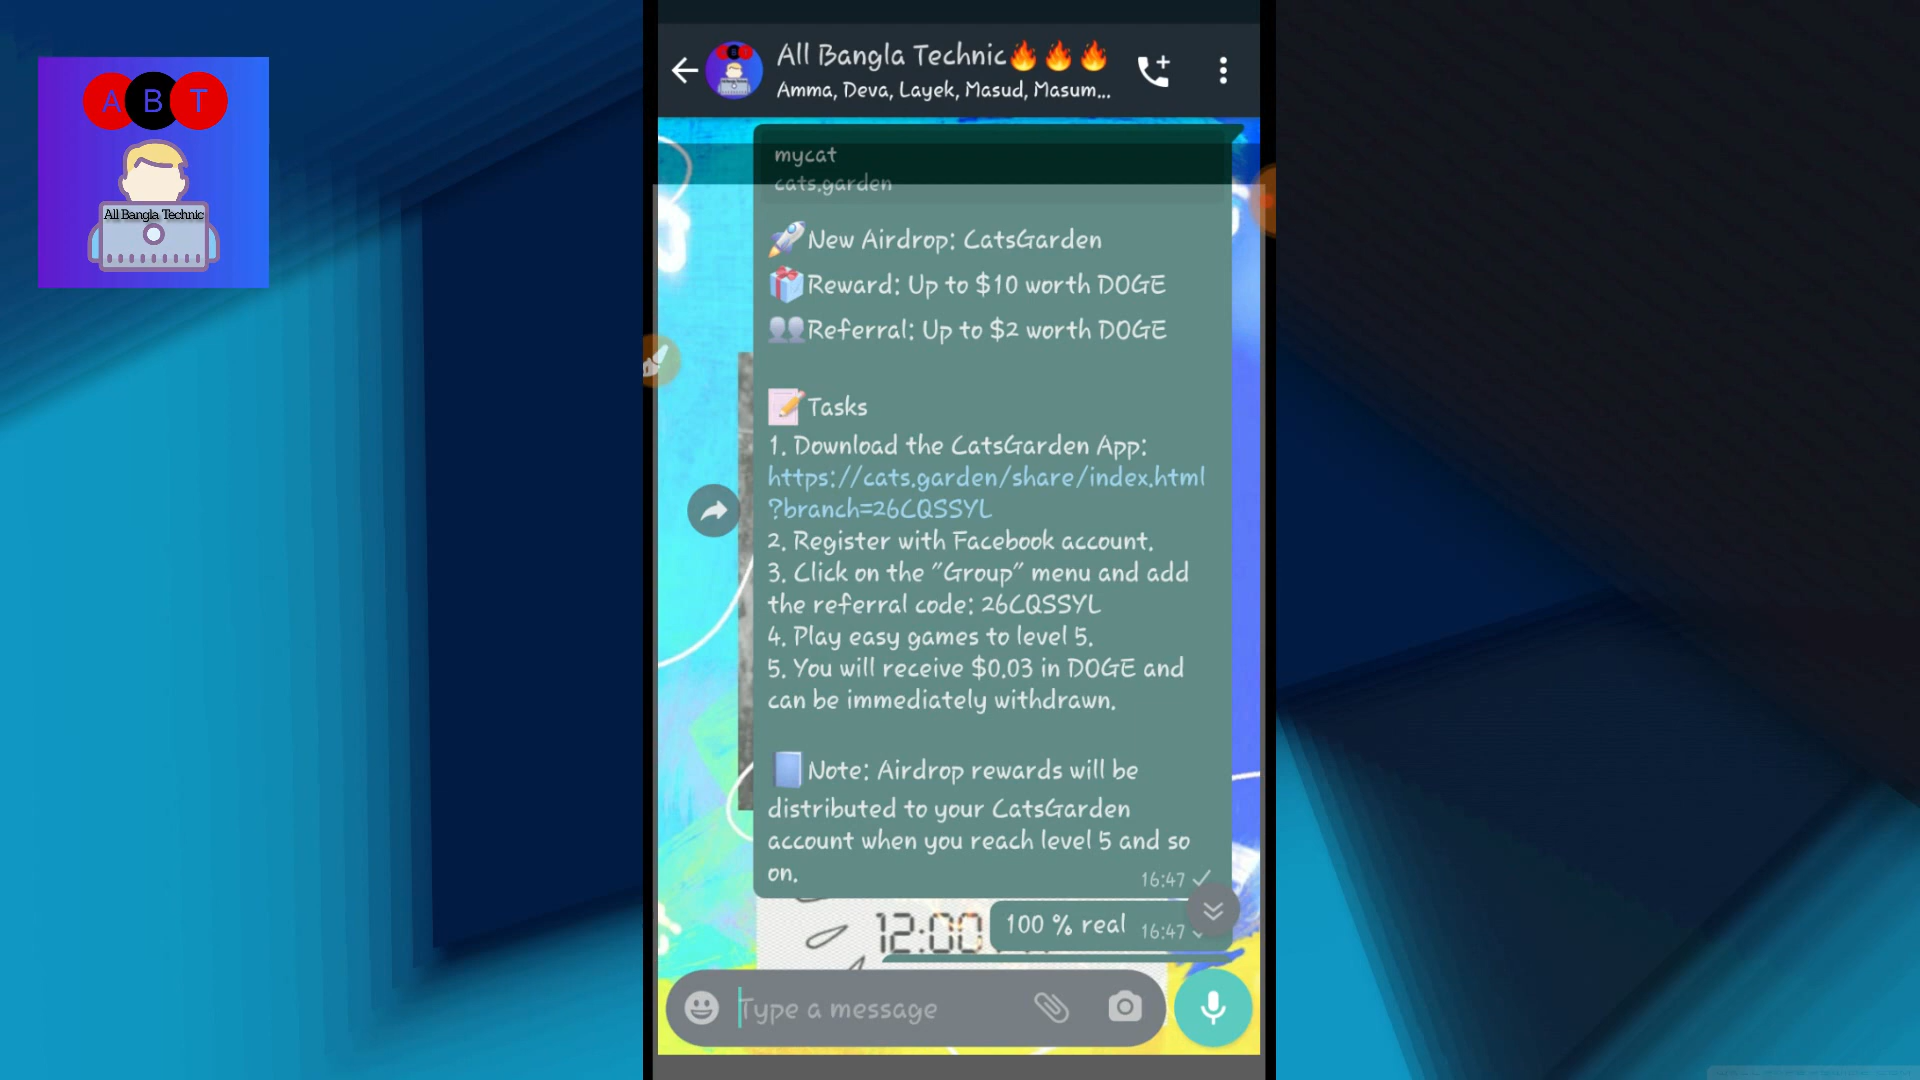 A B T
All Bangla Technic
All Bangla Technic🔥🔥🔥
Amma, Deva, Layek, Masud, Masum...
mycat
cats.garden
🚀New Airdrop: CatsGarden
🎁Reward: Up to $10 worth DOGE
👥Referral: Up to $2 worth DOGE
📝Tasks
1. Download the CatsGarden App:
https://cats.garden/share/index.html
?branch=26CQSSYL
2. Register with Facebook account.
3. Click on the "Group" menu and add
the referral code: 26CQSSYL
4. Play easy games to level 5.
5. You will receive $0.03 in DOGE and
can be immediately withdrawn.
📘Note: Airdrop rewards will be
distributed to your CatsGarden
account when you reach level 5 and so
on.
16:47
12:00
100 % real
16:47
Type a message